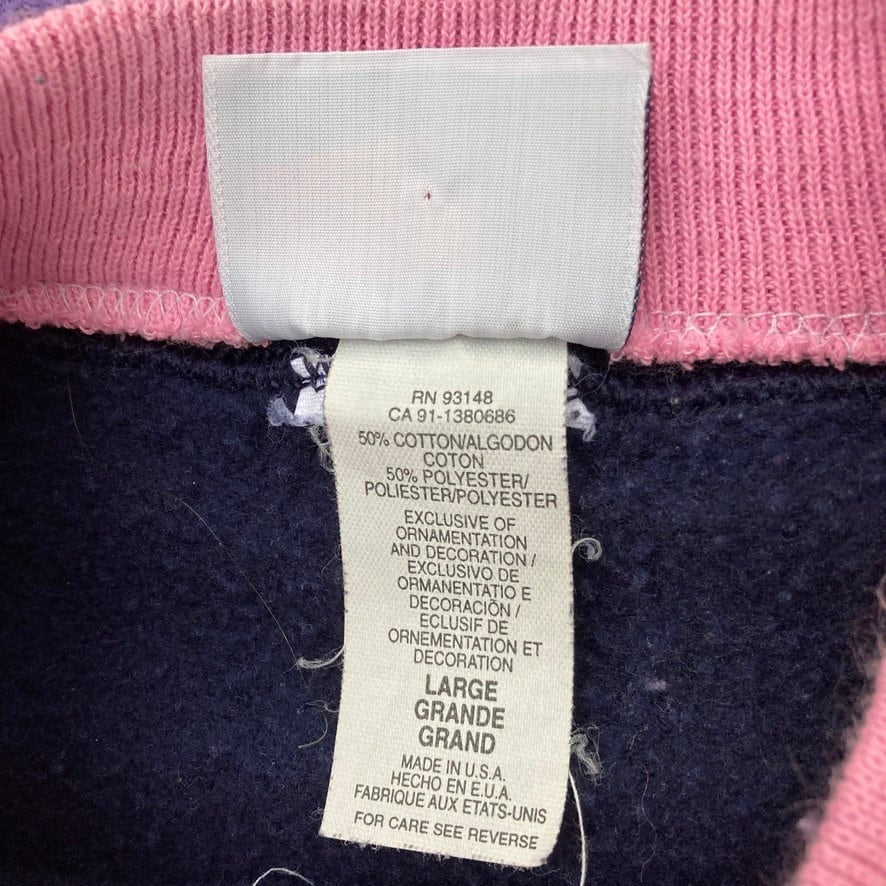 RN 93148
CA 91-1380686
50% COTTON/ALGODON
COTON
50% POLYESTER/
POLIESTER/POLYESTER
EXCLUSIVE OF
ORNAMENTATION
AND DECORATION /
EXCLUSIVO DE
ORMANENTATIO E
DECORACIÕN /
ECLUSIF DE
ORNEMENTATION ET
DECORATION
LARGE
GRANDE
GRAND
MADE IN U.S.A.
HECHO EN E.U.A.
FABRIQUE AUX ETATS-UNIS
FOR CARE SEE REVERSE